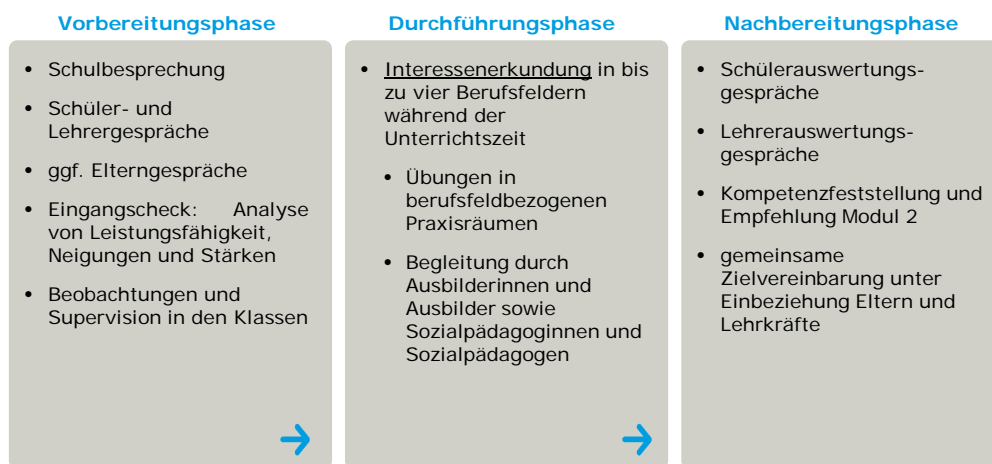 Vorbereitungsphase
• Schulbesprechung
• Schüler- und
Lehrergespräche
• ggf. Elterngespräche
• Eingangscheck: Analyse
von Leistungsfähigkeit,
Neigungen und Stärken
• Beobachtungen und
Supervision in den Klassen
Durchführungsphase
• Interessenerkundung in bis
zu vier Berufsfeldern
während der
Unterrichtszeit
• Übungen in
berufsfeldbezogenen
Praxisräumen
• Begleitung durch
Ausbilderinnen und
Ausbilder sowie
Sozialpädagoginnen und
Sozialpädagogen
Nachbereitungsphase
• Schülerauswertungs-
gespräche
• Lehrerauswertungs-
gespräche
• Kompetenzfeststellung und
Empfehlung Modul 2
• gemeinsame
Zielvereinbarung unter
Einbeziehung Eltern und
Lehrkräfte